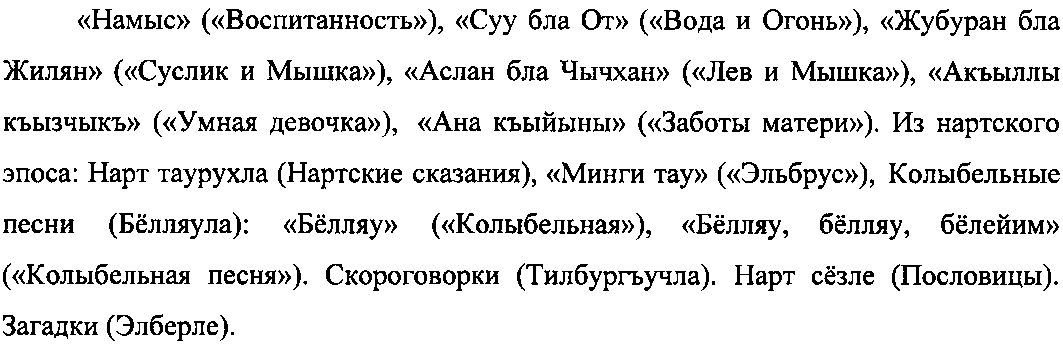 «Намыс» («Воспитанность»), «Суу бла От» («Вода и Огонь»), «Жубуран бла
Жилян» («Суслик и Мышка»), «Аслан бла Чычхан» («Лев и Мышка»), «Акъыллы
къызчыкъ» («Умная девочка»), «Ана къыйыны» («Заботы матери»). Из нартского
эпоса: Нарт таурухла (Нартские сказания), «Минги тау» («Эльбрус»), Колыбельные
песни (Бёлляула): «Бёлляу» («Колыбельная»), «Бёлляу, бёлляу, бёлейим»
(«Колыбельная песня»). Скороговорки (Тилбургъучла). Нарт сёзле (Пословицы).
Загадки (Элберле).